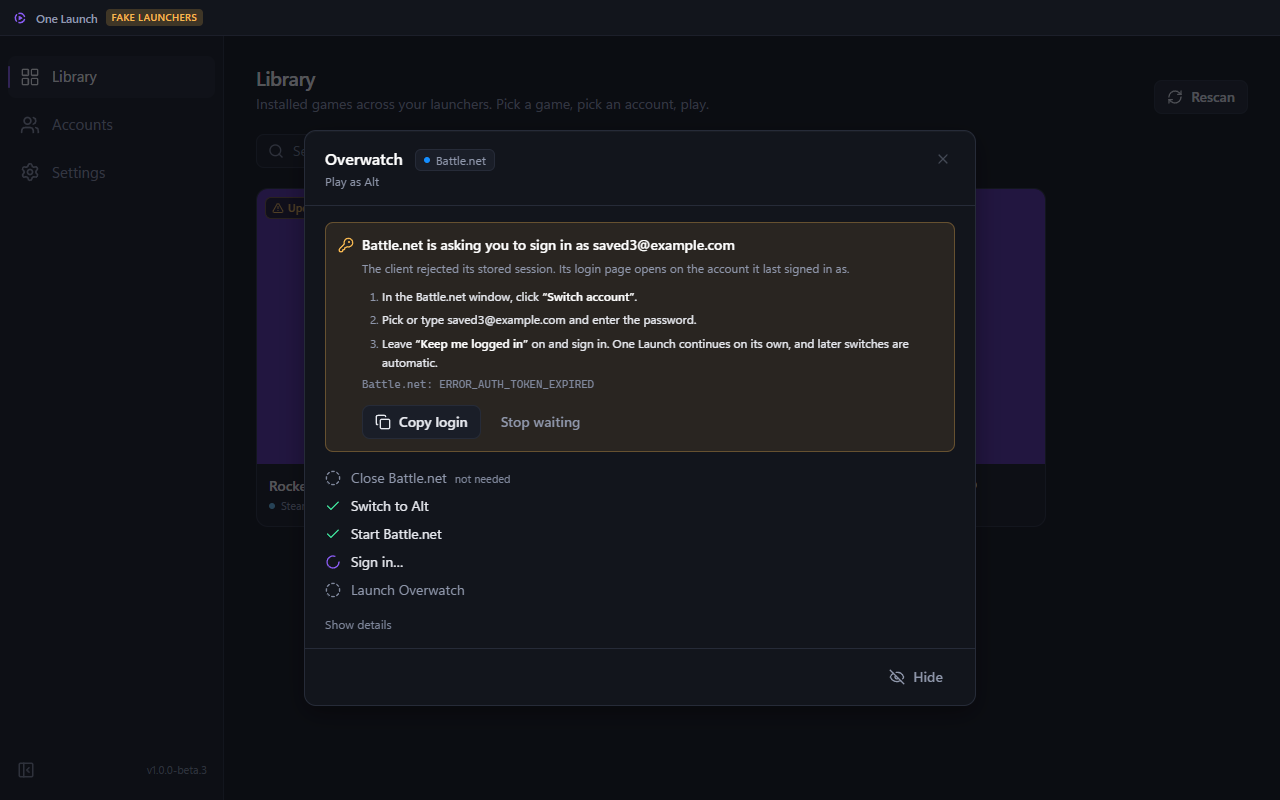 One Launch FAKE LAUNCHERS
Library
Accounts
Settings
Library
Installed games across your launchers. Pick a game, pick an account, play.
Rescan
Overwatch Battle.net
Play as Alt
Battle.net is asking you to sign in as saved3@example.com
The client rejected its stored session. Its login page opens on the account it last signed in as.
1. In the Battle.net window, click “Switch account”.
2. Pick or type saved3@example.com and enter the password.
3. Leave “Keep me logged in” on and sign in. One Launch continues on its own, and later switches are
automatic.
Battle.net: ERROR_AUTH_TOKEN_EXPIRED
Copy login Stop waiting
Close Battle.net not needed
Switch to Alt
Start Battle.net
Sign in...
Launch Overwatch
Show details
Hide
v1.0.0-beta.3